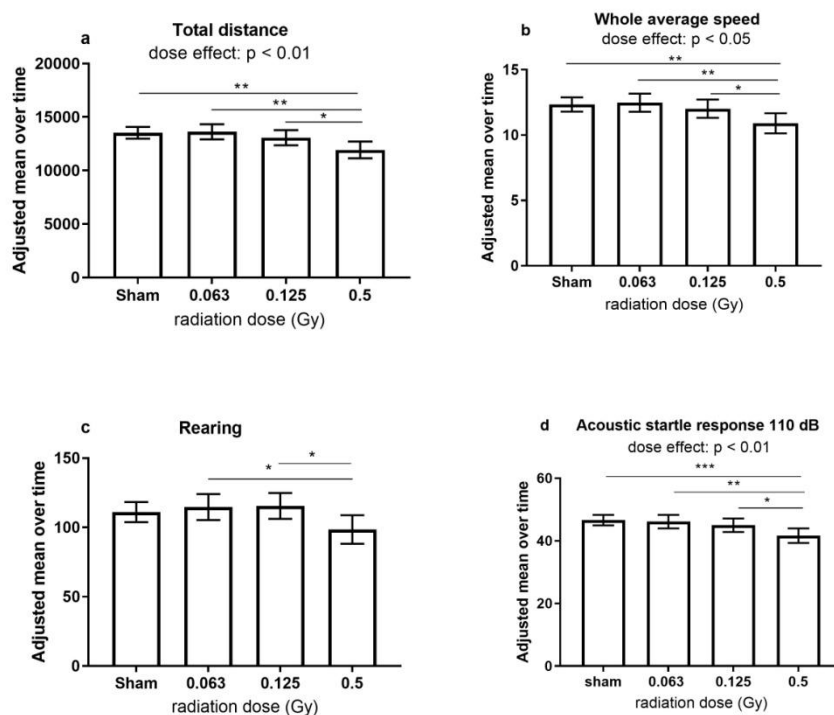 a
Total distance
dose effect: p < 0.01
Adjusted mean over time
20000
15000
10000
5000
0
**
**
*
Sham 0.063 0.125 0.5
radiation dose (Gy)
b
Whole average speed
dose effect: p < 0.05
Adjusted mean over time
15
10
5
0
**
**
*
Sham 0.063 0.125 0.5
radiation dose (Gy)
c
Rearing
Adjusted mean over time
150
100
50
0
*
*
Sham 0.063 0.125 0.5
radiation dose (Gy)
d Acoustic startle response 110 dB
dose effect: p < 0.01
Adjusted mean over time
60
40
20
0
***
**
*
sham 0.063 0.125 0.5
radiation dose (Gy)